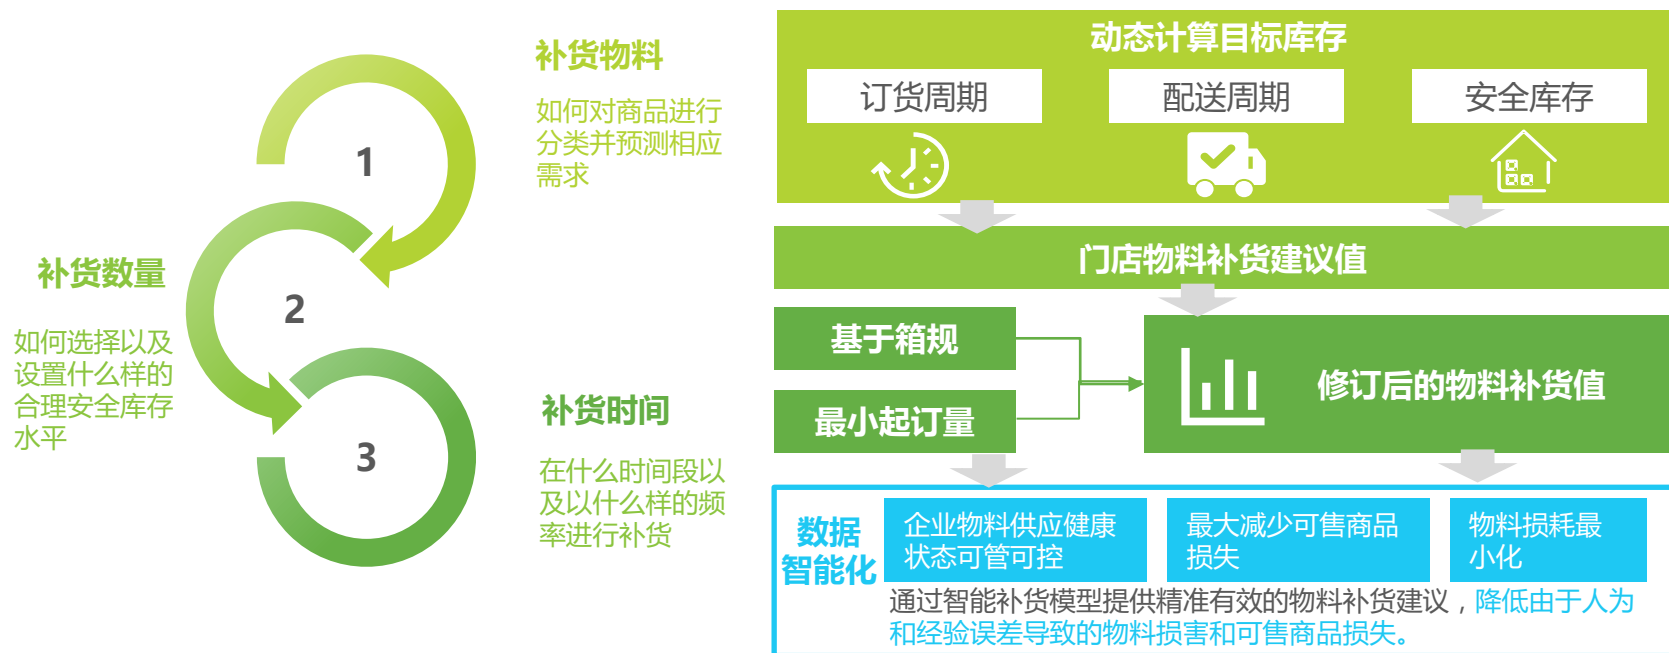 补货物料
如何对商品进行
分类并预测相应
需求
1
补货数量
如何选择以及
设置什么样的
合理安全库存
水平
2
补货时间
在什么时间段以
及以什么样的频
率进行补货
3
动态计算目标库存
订货周期
配送周期
安全库存
门店物料补货建议值
基于箱规
最小起订量
修订后的物料补货值
数据
智能化
企业物料供应健康
状态可管可控
最大减少可售商品
损失
物料损耗最
小化
通过智能补货模型提供精准有效的物料补货建议，降低由于人为
和经验误差导致的物料损害和可售商品损失。